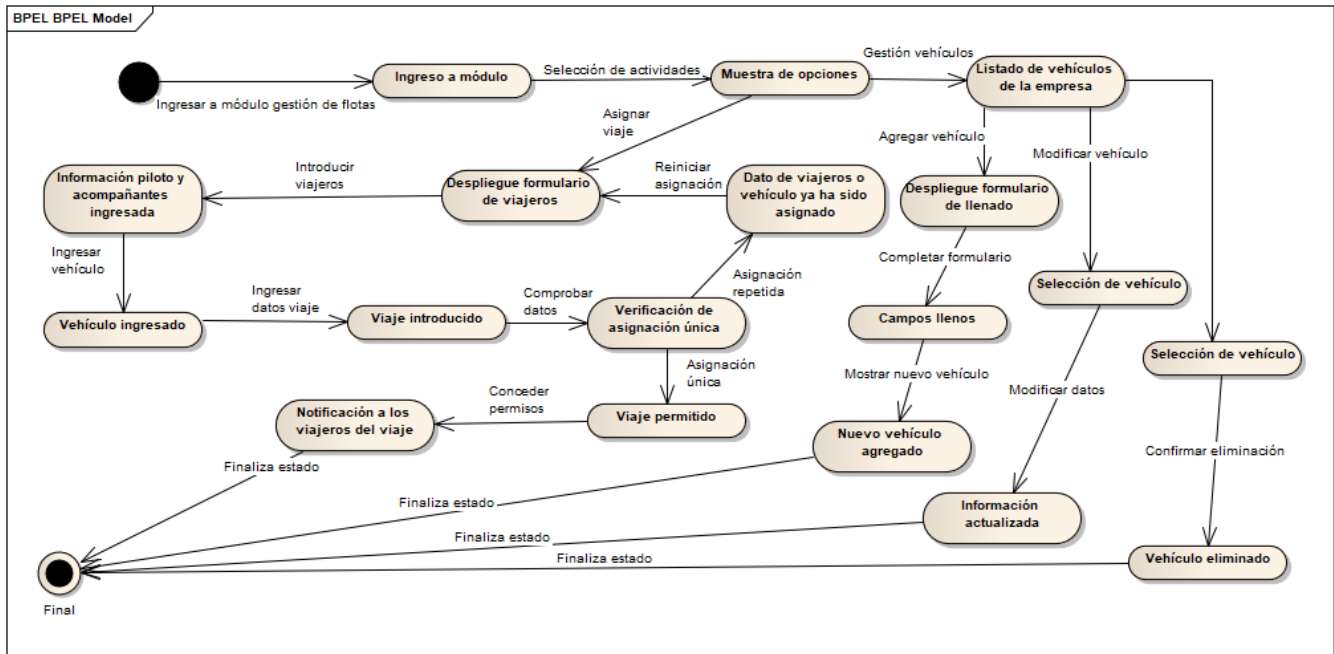 BPEL BPEL Model
Gestión vehículos
Ingreso a módulo
Selección de actividades
Muestra de opciones
Listado de vehículos
de la empresa
Ingresar a módulo gestión de flotas
Asignar
viaje
Agregar vehículo
Modificar vehículo
Introducir
viajeros
Reiniciar
asignación
Información piloto y
acompañantes
ingresada
Despliegue formulario
de viajeros
Dato de viajeros o
vehículo ya ha sido
asignado
Despliegue formulario
de llenado
Ingresar
vehículo
Completar formulario
Asignación
repetida
Ingresar
datos viaje
Comprobar
datos
Selección de vehículo
Vehículo ingresado
Viaje introducido
Verificación de
asignación única
Campos llenos
Selección de vehículo
Asignación
única
Mostrar nuevo vehículo
Modificar datos
Conceder
permisos
Notificación a los
viajeros del viaje
Viaje permitido
Nuevo vehículo
agregado
Confirmar eliminación
Finaliza estado
Finaliza estado
Información
actualizada
Finaliza estado
Finaliza estado
Vehículo eliminado
Final